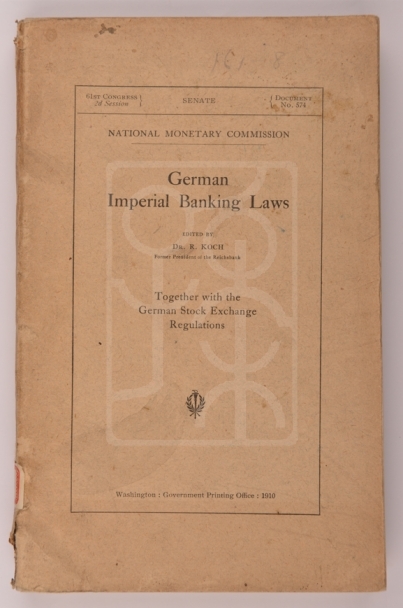 61st Congress
2d Session
SENATE
Document
No. 574
NATIONAL MONETARY COMMISSION
German
Imperial Banking Laws
EDITED BY
Dr. R. KOCH
Former President of the Reichsbank
Together with the
German Stock Exchange
Regulations
Washington : Government Printing Office : 1910